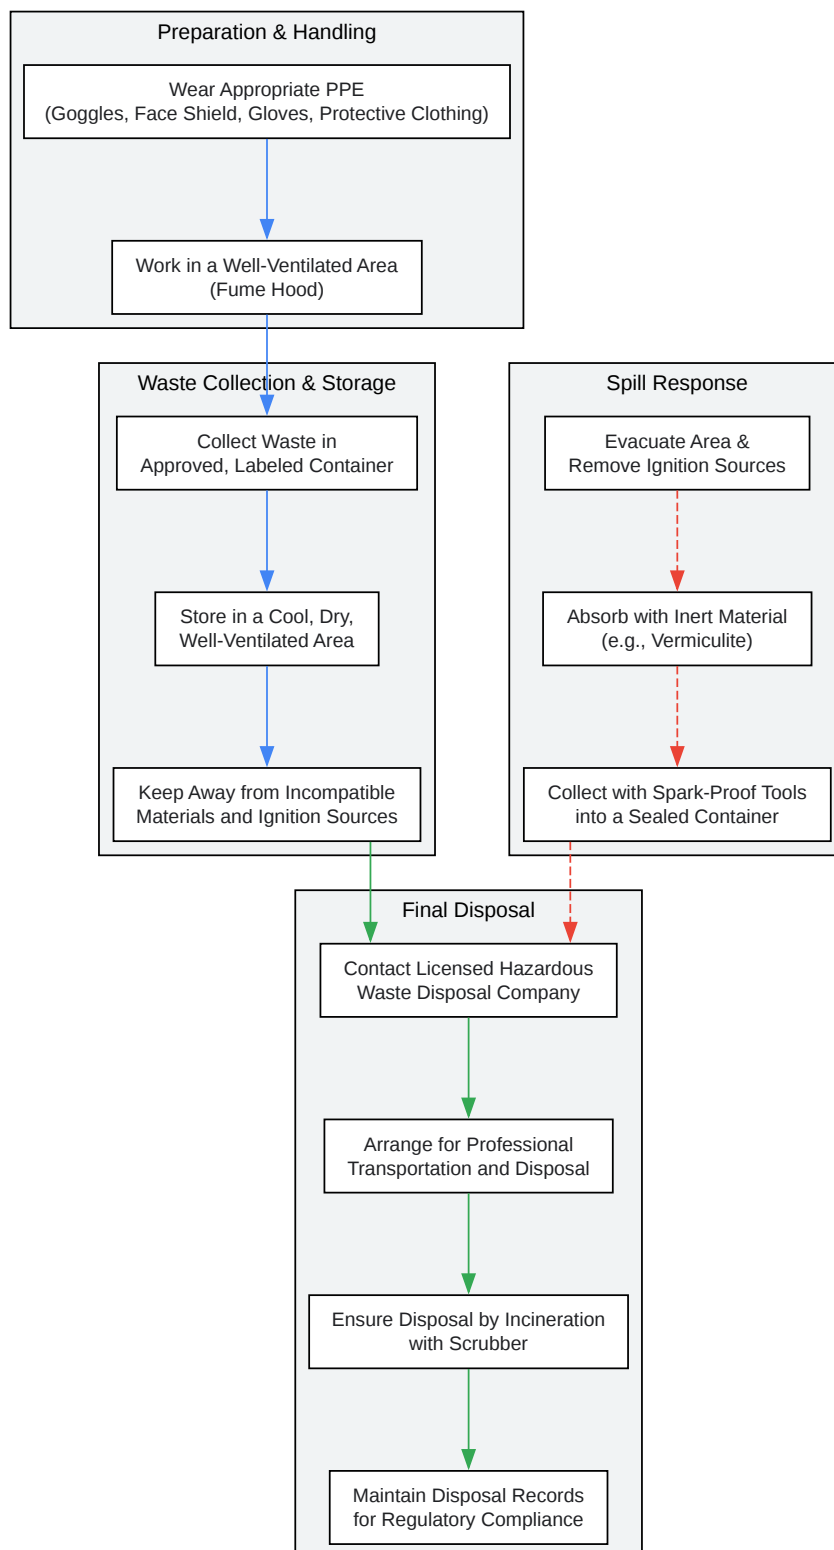 Preparation & Handling
Wear Appropriate PPE
(Goggles, Face Shield, Gloves, Protective Clothing)
Work in a Well-Ventilated Area
(Fume Hood)
Waste Collection & Storage
Collect Waste in
Approved, Labeled Container
Store in a Cool, Dry,
Well-Ventilated Area
Keep Away from Incompatible
Materials and Ignition Sources
Spill Response
Evacuate Area &
Remove Ignition Sources
Absorb with Inert Material
(e.g., Vermiculite)
Collect with Spark-Proof Tools
into a Sealed Container
Final Disposal
Contact Licensed Hazardous
Waste Disposal Company
Arrange for Professional
Transportation and Disposal
Ensure Disposal by Incineration
with Scrubber
Maintain Disposal Records
for Regulatory Compliance